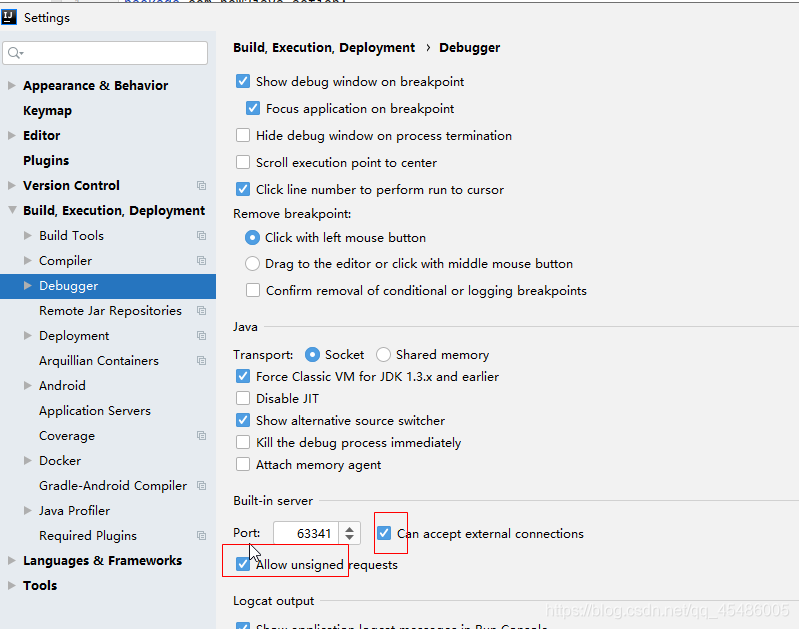 Settings
Build, Execution, Deployment › Debugger
Appearance & Behavior
Keymap
Editor
Plugins
Version Control
Build, Execution, Deployment
Build Tools
Compiler
Debugger
Remote Jar Repositories
Deployment
Arquillian Containers
Android
Application Servers
Coverage
Docker
Gradle-Android Compiler
Java Profiler
Required Plugins
Languages & Frameworks
Tools
Show debug window on breakpoint
Focus application on breakpoint
Hide debug window on process termination
Scroll execution point to center
Click line number to perform run to cursor
Remove breakpoint:
Click with left mouse button
Drag to the editor or click with middle mouse button
Confirm removal of conditional or logging breakpoints
Java
Transport: Socket Shared memory
Force Classic VM for JDK 1.3.x and earlier
Disable JIT
Show alternative source switcher
Kill the debug process immediately
Attach memory agent
Built-in server
Port: 63341 Can accept external connections
Allow unsigned requests
Logcat output
Show application logcat messages in Run Console
https://blog.csdn.net/qq_45486005